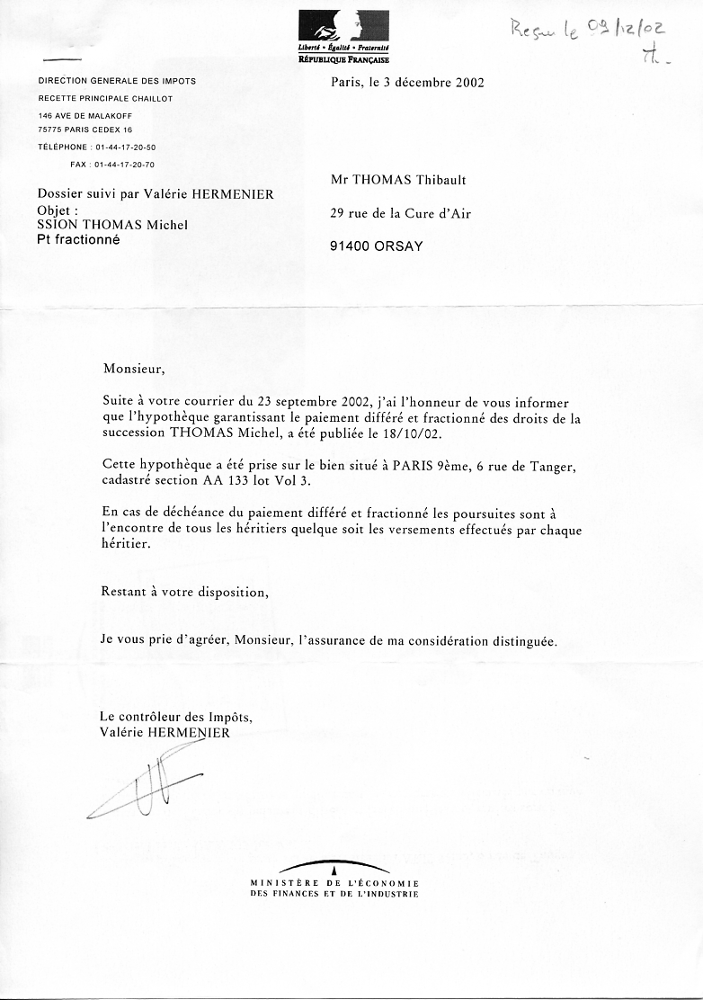 Liberté • Égalité • Fraternité
RÉPUBLIQUE FRANÇAISE
Reçu le 09/12/02
DIRECTION GENERALE DES IMPOTS
RECETTE PRINCIPALE CHAILLOT
146 AVE DE MALAKOFF
75775 PARIS CEDEX 16
TÉLÉPHONE : 01-44-17-20-50
FAX : 01-44-17-20-70
Dossier suivi par Valérie HERMENIER
Objet :
SSION THOMAS Michel
Pt fractionné
Paris, le 3 décembre 2002
Mr THOMAS Thibault
29 rue de la Cure d'Air
91400 ORSAY
Monsieur,
Suite à votre courrier du 23 septembre 2002, j'ai l'honneur de vous informer
que l'hypothèque garantissant le paiement différé et fractionné des droits de la
succession THOMAS Michel, a été publiée le 18/10/02.
Cette hypothèque a été prise sur le bien situé à PARIS 9ème, 6 rue de Tanger,
cadastré section AA 133 lot Vol 3.
En cas de déchéance du paiement différé et fractionné les poursuites sont à
l'encontre de tous les héritiers quelque soit les versements effectués par chaque
héritier.
Restant à votre disposition,
Je vous prie d'agréer, Monsieur, l'assurance de ma considération distinguée.
Le contrôleur des Impôts,
Valérie HERMENIER
MINISTÈRE DE L'ÉCONOMIE
DES FINANCES ET DE L'INDUSTRIE